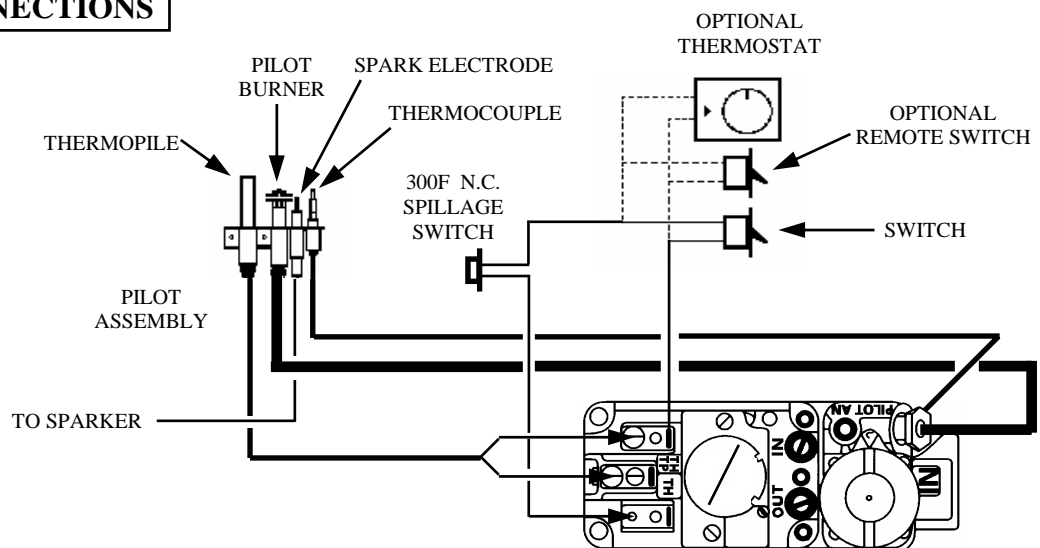 NECTIONS
OPTIONAL
THERMOSTAT
PILOT
BURNER
SPARK ELECTRODE
THERMOCOUPLE
THERMOPILE
OPTIONAL
REMOTE SWITCH
300F N.C.
SPILLAGE
SWITCH
SWITCH
PILOT
ASSEMBLY
TO SPARKER
PILOT AN
TH
TP
TH
IN
OUT
IN